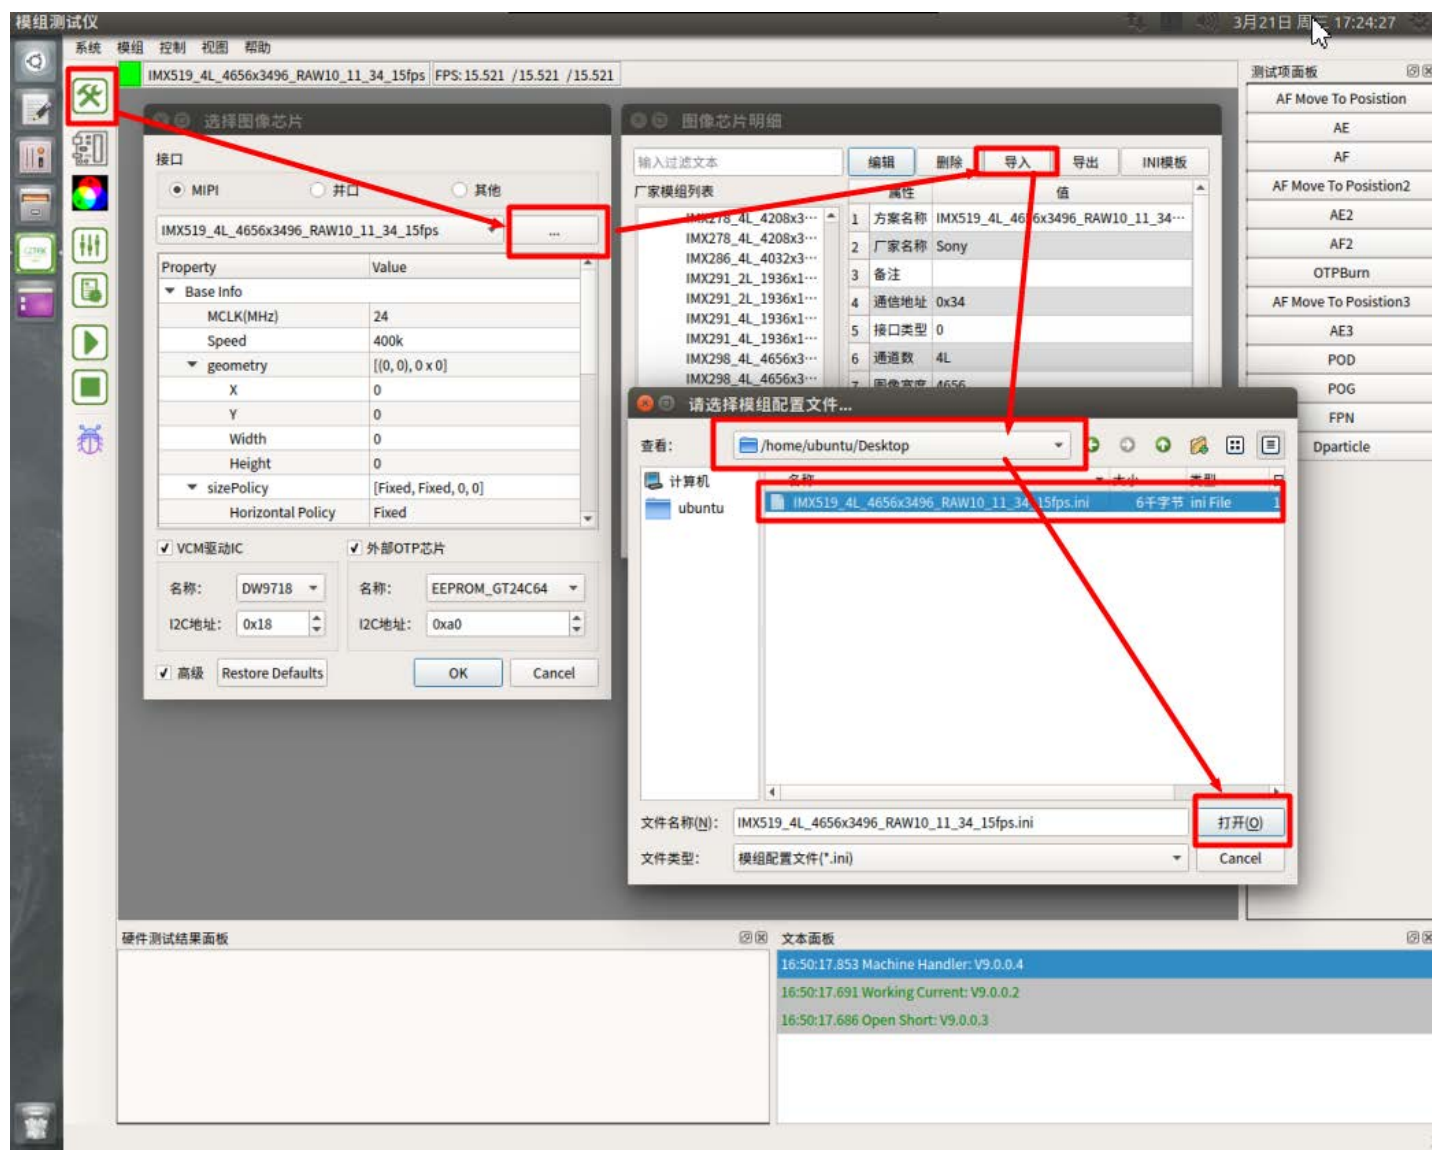 模组测试仪
3月21日 周三 17:24:27
系统 模组 控制 视图 帮助
IMX519_4L_4656x3496_RAW10_11_34_15fps FPS: 15.521 /15.521 /15.521
测试项面板
AF Move To Posistion
AE
AF
AF Move To Posistion2
AE2
AF2
OTPBurn
AF Move To Posistion3
AE3
POD
POG
FPN
Dparticle
选择图像芯片
接口
MIPI 并口 其他
IMX519_4L_4656x3496_RAW10_11_34_15fps ...
Property Value
Base Info
MCLK(MHz) 24
Speed 400k
geometry [(0, 0), 0 x 0]
X 0
Y 0
Width 0
Height 0
sizePolicy [Fixed, Fixed, 0, 0]
Horizontal Policy Fixed
VCM驱动IC 外部OTP芯片
名称: DW9718 名称: EEPROM_GT24C64
I2C地址: 0x18 I2C地址: 0xa0
高级 Restore Defaults OK Cancel
图像芯片明细
输入过滤文本 编辑 删除 导入 导出 INI模板
厂家模组列表
IMX278_4L_4208x3···
IMX278_4L_4208x3···
IMX286_4L_4032x3···
IMX291_2L_1936x1···
IMX291_2L_1936x1···
IMX291_4L_1936x1···
IMX291_4L_1936x1···
IMX298_4L_4656x3···
IMX298_4L_4656x3···
属性 值
1 方案名称 IMX519_4L_4656x3496_RAW10_11_34···
2 厂家名称 Sony
3 备注
4 通信地址 0x34
5 接口类型 0
6 通道数 4L
7 图像宽度 4656
请选择模组配置文件...
查看: /home/ubuntu/Desktop
计算机
ubuntu
名称 大小 类型
IMX519_4L_4656x3496_RAW10_11_34_15fps.ini 6千字节 ini File 1
文件名称(N): IMX519_4L_4656x3496_RAW10_11_34_15fps.ini 打开(O)
文件类型: 模组配置文件(*.ini) Cancel
硬件测试结果面板
文本面板
16:50:17.853 Machine Handler: V9.0.0.4
16:50:17.691 Working Current: V9.0.0.2
16:50:17.686 Open Short: V9.0.0.3